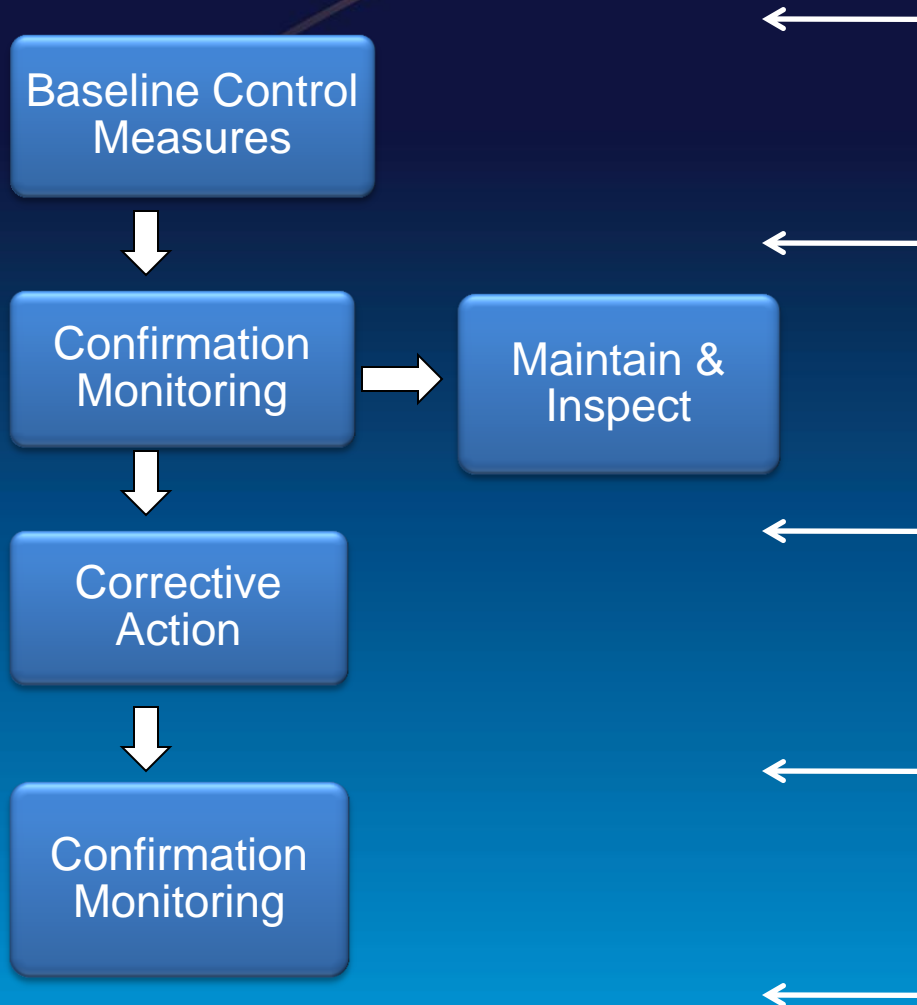 Baseline Control
Measures
Confirmation
Monitoring
Maintain &
Inspect
Corrective
Action
Confirmation
Monitoring